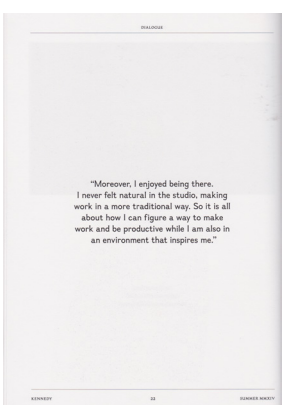 DIALOGUE
“Moreover, I enjoyed being there.
I never felt natural in the studio, making
work in a more traditional way. So it is all
about how I can figure a way to make
work and be productive while I am also in
an environment that inspires me.”
KENNEDY
22
SUMMER MMXIV